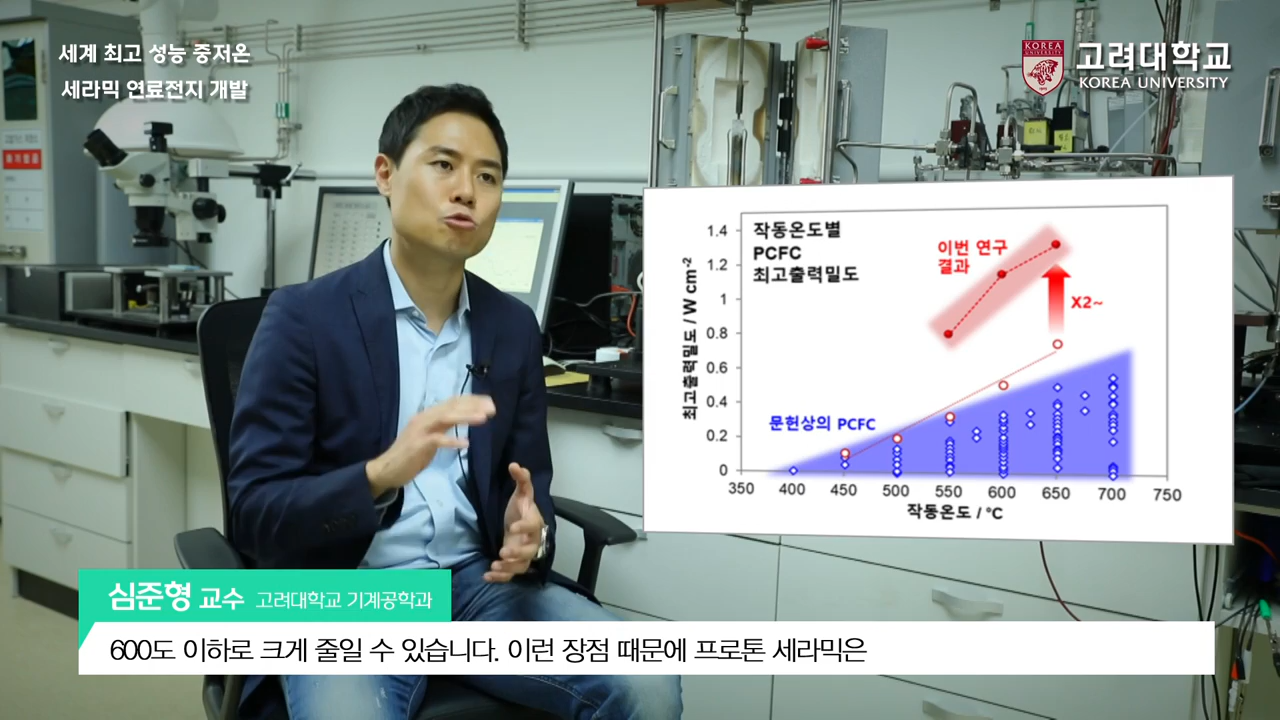 세계 최고 성능 중저온
세라믹 연료전지 개발
KOREA
UNIVERSITY
고려대학교
KOREA UNIVERSITY
작동온도별
PCFC
최고출력밀도
이번 연구
결과
X2~
문헌상의 PCFC
최고출력밀도 / W cm-2
1.4
1.2
1
0.8
0.6
0.4
0.2
0
350 400 450 500 550 600 650 700 750
작동온도 / °C
심준형 교수 고려대학교 기계공학과
600도 이하로 크게 줄일 수 있습니다. 이런 장점 때문에 프로톤 세라믹은